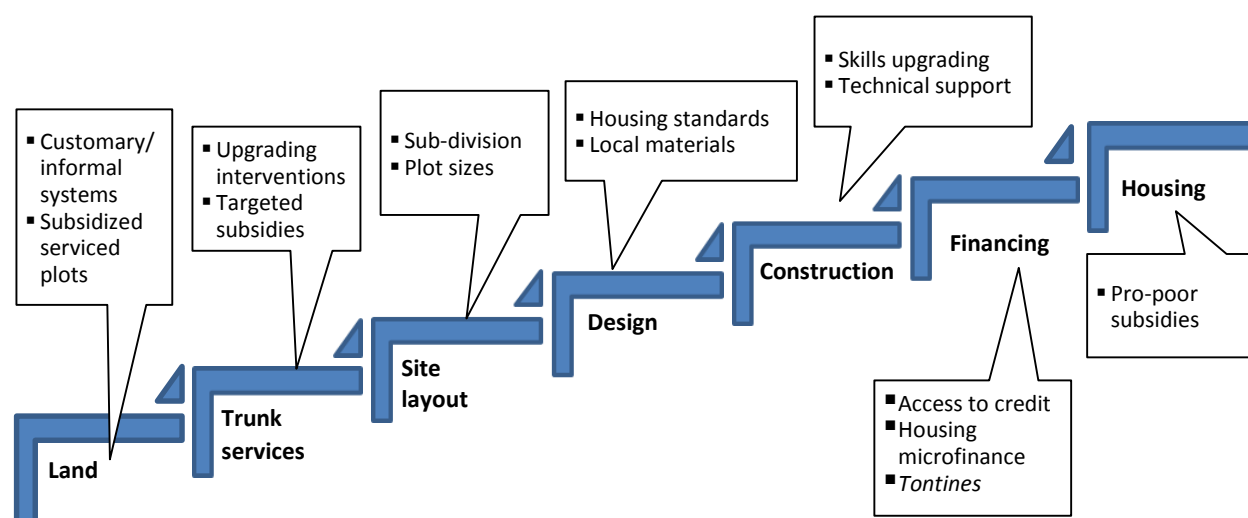 ▪ Customary/
informal
systems
▪ Subsidized
serviced
plots
Land
▪ Upgrading
interventions
▪ Targeted
subsidies
Trunk
services
▪ Sub-division
▪ Plot sizes
Site
layout
▪ Housing standards
▪ Local materials
Design
▪ Skills upgrading
▪ Technical support
Construction
Financing
▪ Access to credit
▪ Housing
microfinance
▪ Tontines
Housing
▪ Pro-poor
subsidies